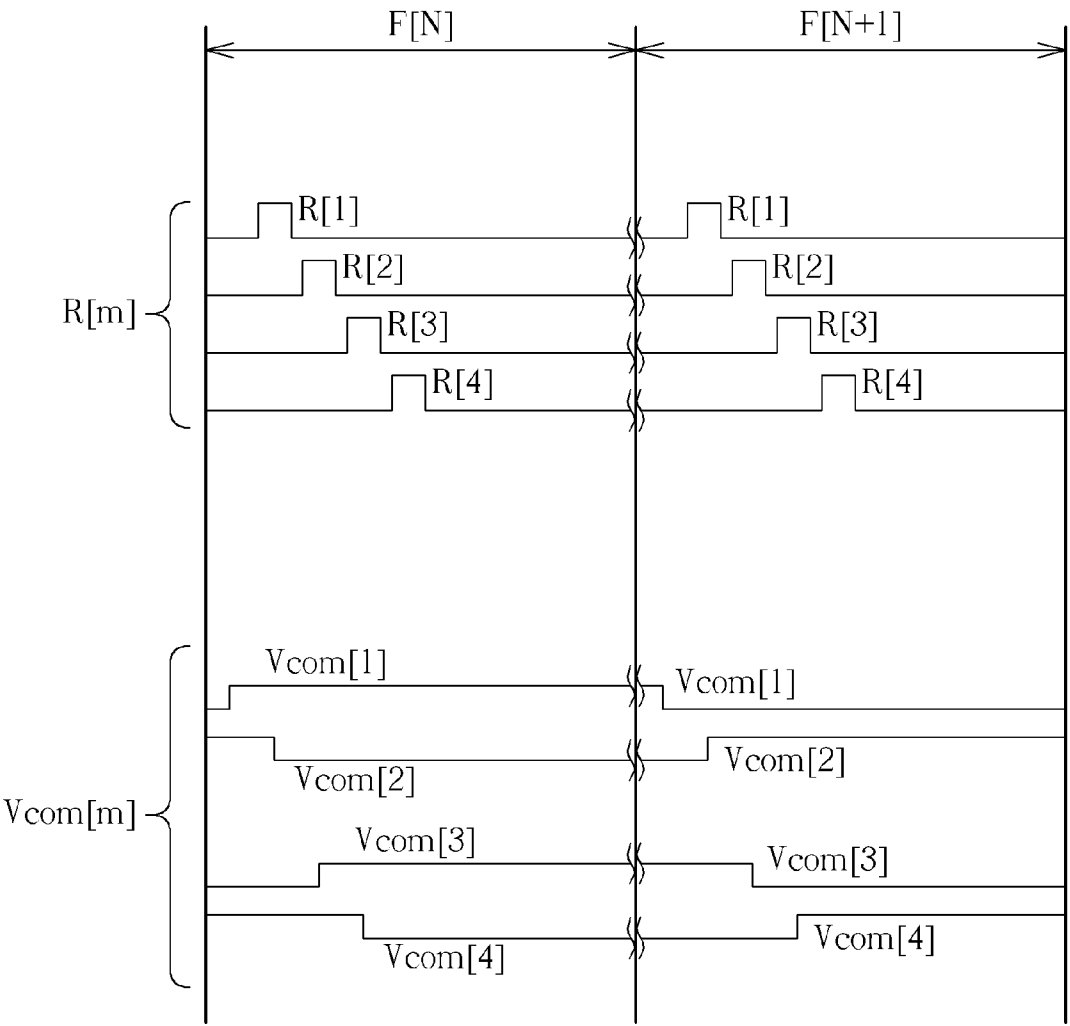 F[N] F[N+1]
R[1] R[1]
R[2] R[2]
R[m]
R[3] R[3]
R[4] R[4]
Vcom[1] Vcom[1]
Vcom[2] Vcom[2]
Vcom[m]
Vcom[3] Vcom[3]
Vcom[4] Vcom[4]